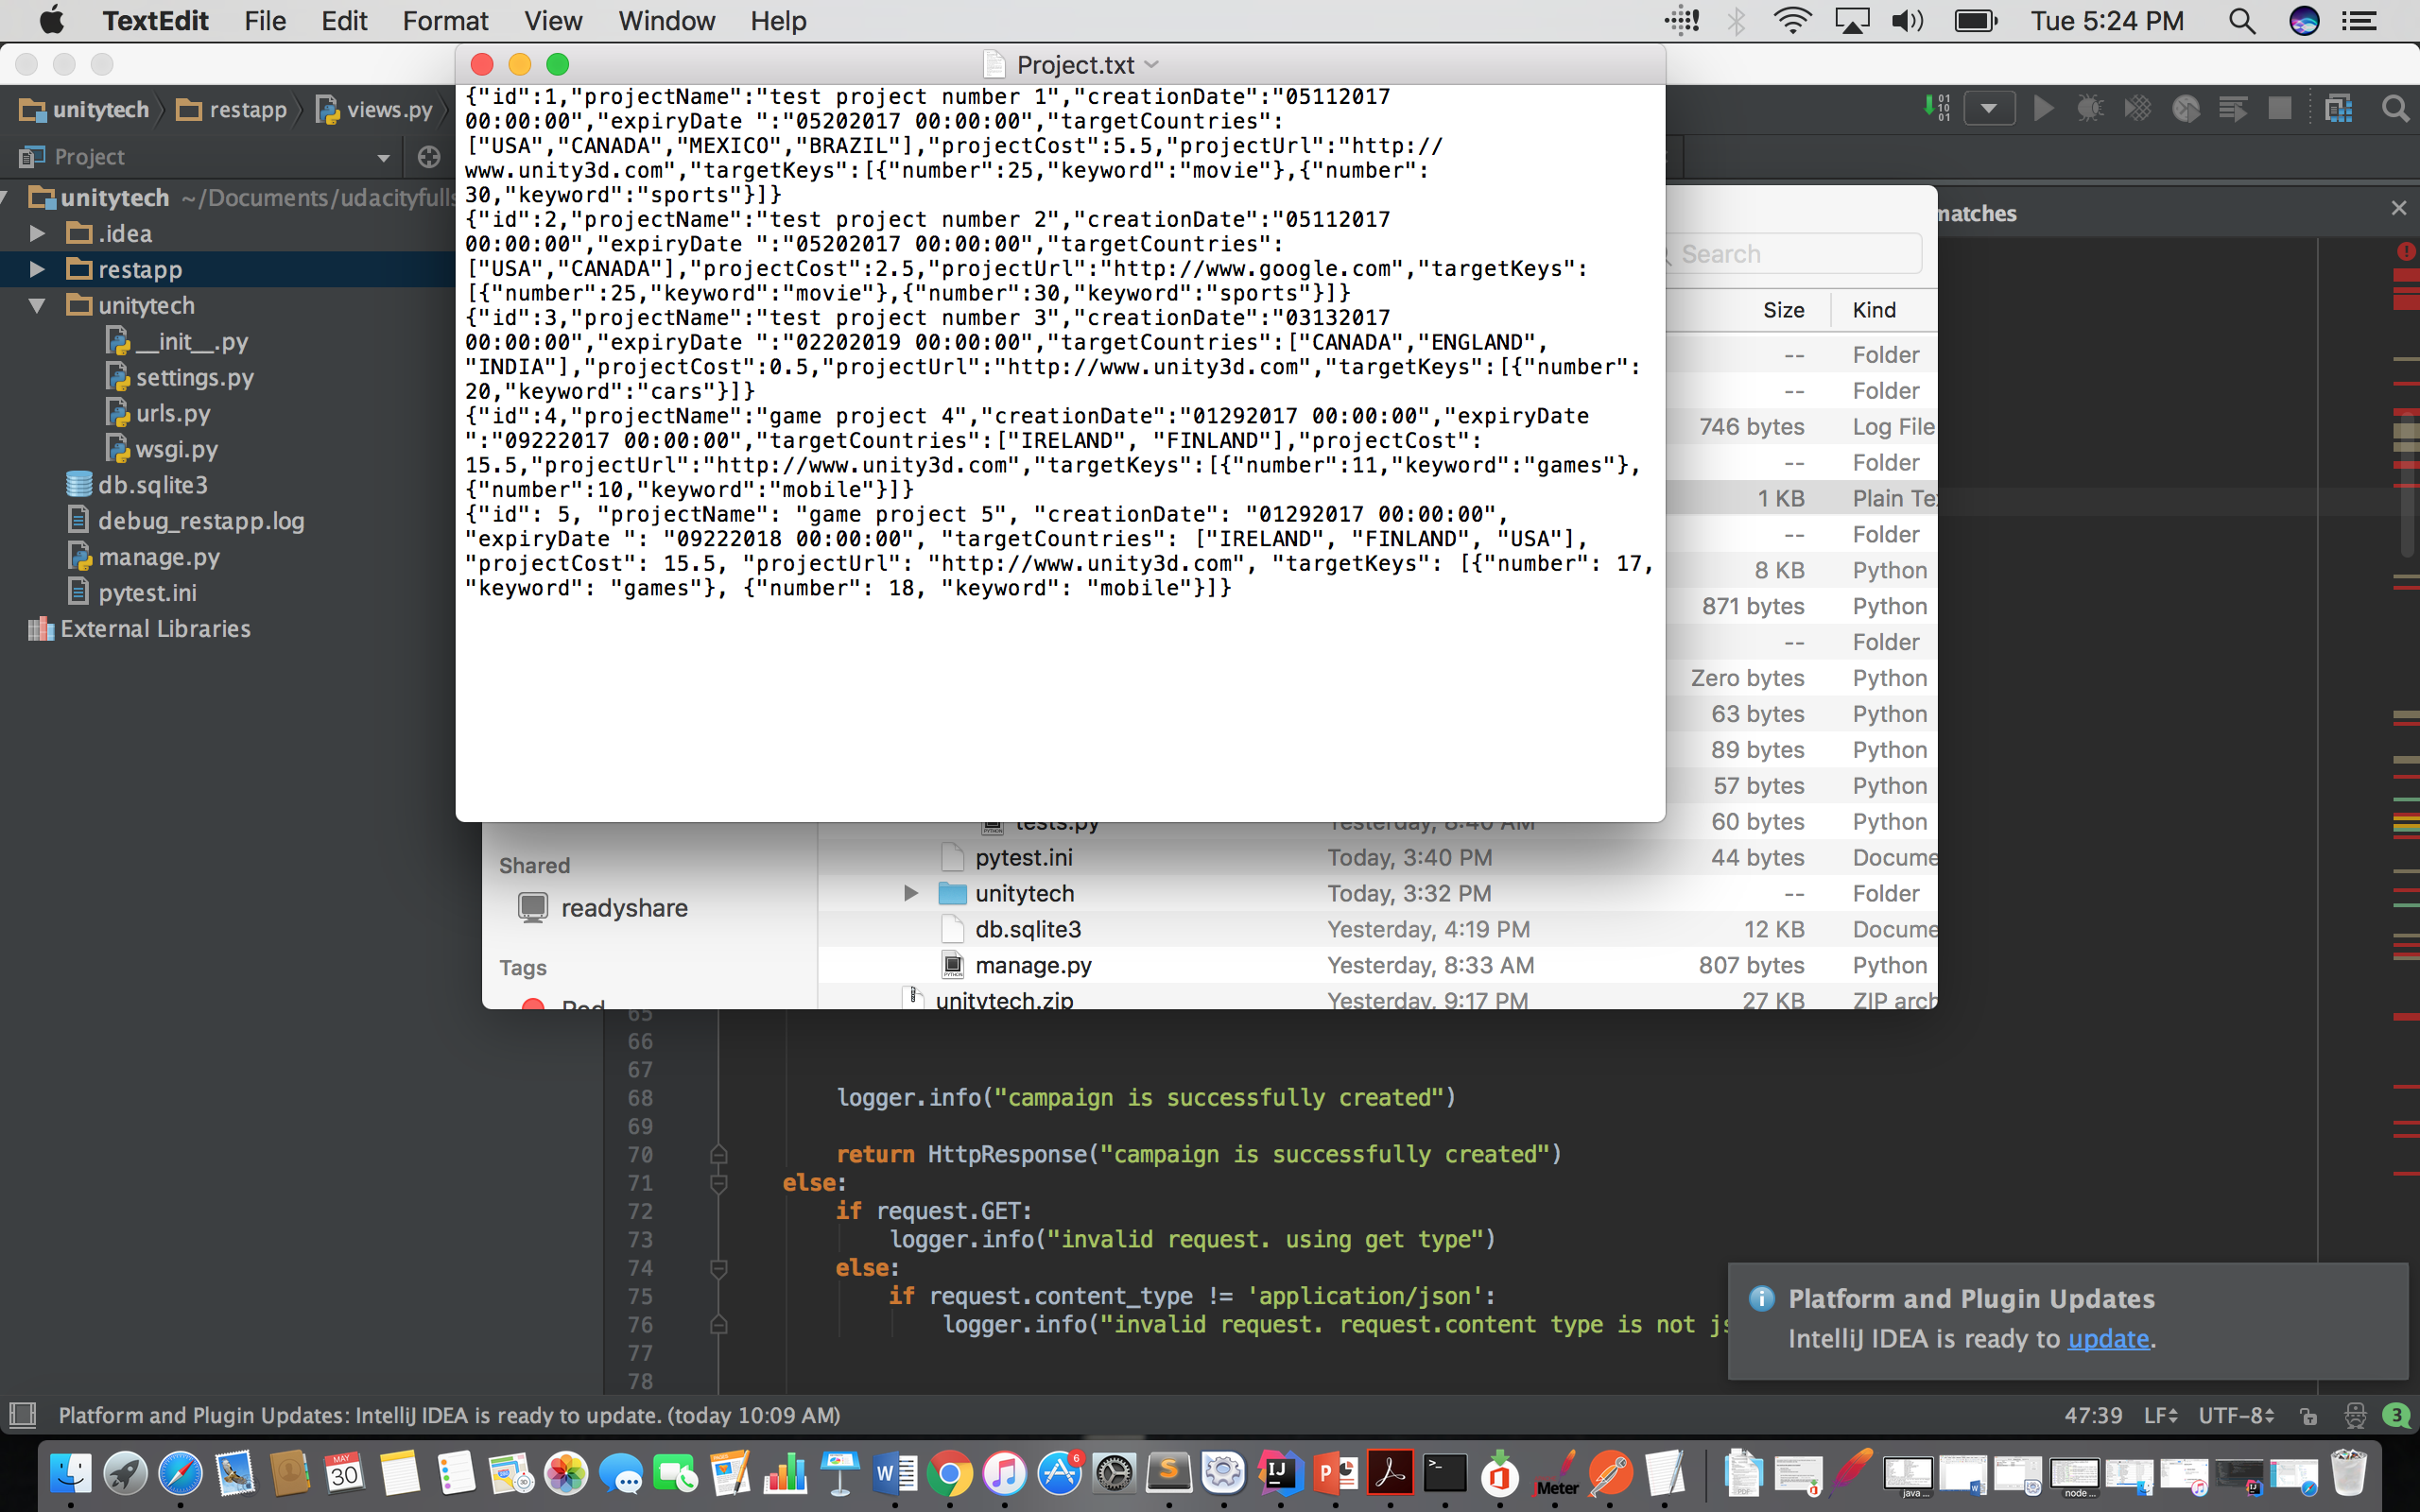 TextEdit File Edit Format View Window Help Tue 5:24 PM
Project.txt
unitytech restapp views.py
Project
unitytech ~/Documents/udacityfulls
.idea
restapp
unitytech
__init__.py
settings.py
urls.py
wsgi.py
db.sqlite3
debug_restapp.log
manage.py
pytest.ini
External Libraries
{"id":1,"projectName":"test project number 1","creationDate":"05112017
00:00:00","expiryDate ":"05202017 00:00:00","targetCountries":
["USA","CANADA","MEXICO","BRAZIL"],"projectCost":5.5,"projectUrl":"http://
www.unity3d.com","targetKeys":[{"number":25,"keyword":"movie"},{"number":
30,"keyword":"sports"}]}
{"id":2,"projectName":"test project number 2","creationDate":"05112017
00:00:00","expiryDate ":"05202017 00:00:00","targetCountries":
["USA","CANADA"],"projectCost":2.5,"projectUrl":"http://www.google.com","targetKeys":
[{"number":25,"keyword":"movie"},{"number":30,"keyword":"sports"}]}
{"id":3,"projectName":"test project number 3","creationDate":"03132017
00:00:00","expiryDate ":"02202019 00:00:00","targetCountries":["CANADA","ENGLAND",
"INDIA"],"projectCost":0.5,"projectUrl":"http://www.unity3d.com","targetKeys":[{"number":
20,"keyword":"cars"}]}
{"id":4,"projectName":"game project 4","creationDate":"01292017 00:00:00","expiryDate
":"09222017 00:00:00","targetCountries":["IRELAND", "FINLAND"],"projectCost":
15.5,"projectUrl":"http://www.unity3d.com","targetKeys":[{"number":11,"keyword":"games"},
{"number":10,"keyword":"mobile"}]}
{"id": 5, "projectName": "game project 5", "creationDate": "01292017 00:00:00",
"expiryDate ": "09222018 00:00:00", "targetCountries": ["IRELAND", "FINLAND", "USA"],
"projectCost": 15.5, "projectUrl": "http://www.unity3d.com", "targetKeys": [{"number": 17,
"keyword": "games"}, {"number": 18, "keyword": "mobile"}]}
matches
Search
Size Kind
-- Folder
-- Folder
746 bytes Log File
-- Folder
1 KB Plain Te
-- Folder
8 KB Python
871 bytes Python
-- Folder
Zero bytes Python
63 bytes Python
89 bytes Python
57 bytes Python
tests.py Yesterday, 8:40 AM 60 bytes Python
pytest.ini Today, 3:40 PM 44 bytes Docume
unitytech Today, 3:32 PM -- Folder
db.sqlite3 Yesterday, 4:19 PM 12 KB Docume
manage.py Yesterday, 8:33 AM 807 bytes Python
unitytech.zip Yesterday, 9:17 PM 27 KB ZIP arch
Shared
readyshare
Tags
Red
65
66
67
68 logger.info("campaign is successfully created")
69
70 return HttpResponse("campaign is successfully created")
71 else:
72 if request.GET:
73 logger.info("invalid request. using get type")
74 else:
75 if request.content_type != 'application/json':
76 logger.info("invalid request. request.content type is not js
77
78
Platform and Plugin Updates
IntelliJ IDEA is ready to update.
Platform and Plugin Updates: IntelliJ IDEA is ready to update. (today 10:09 AM) 47:39 LF UTF-8 3
MAY
30
6
Meter
java ...
node ...